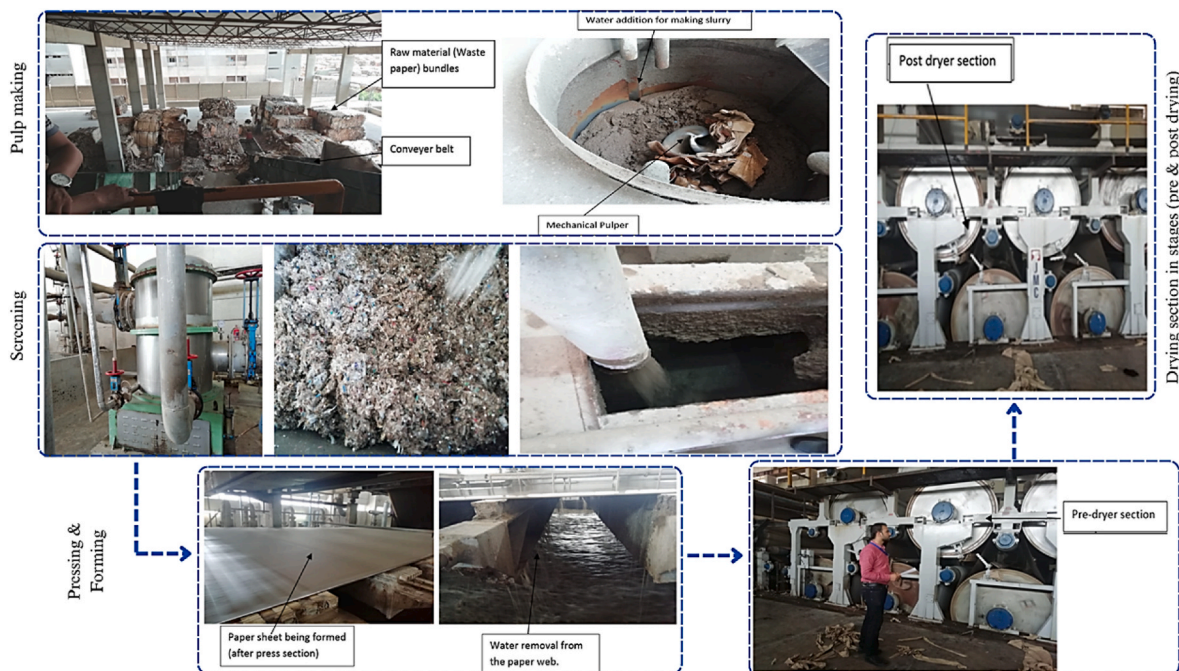 Pulp making
Raw material (Waste
paper) bundles
Conveyer belt
Water addition for making slurry
Mechanical Pulper
Screening
Pressing &
Forming
Paper sheet being formed
(after press section)
Water removal from
the paper web.
Pre-dryer section
Post dryer section
Drying section in stages (pre & post drying)